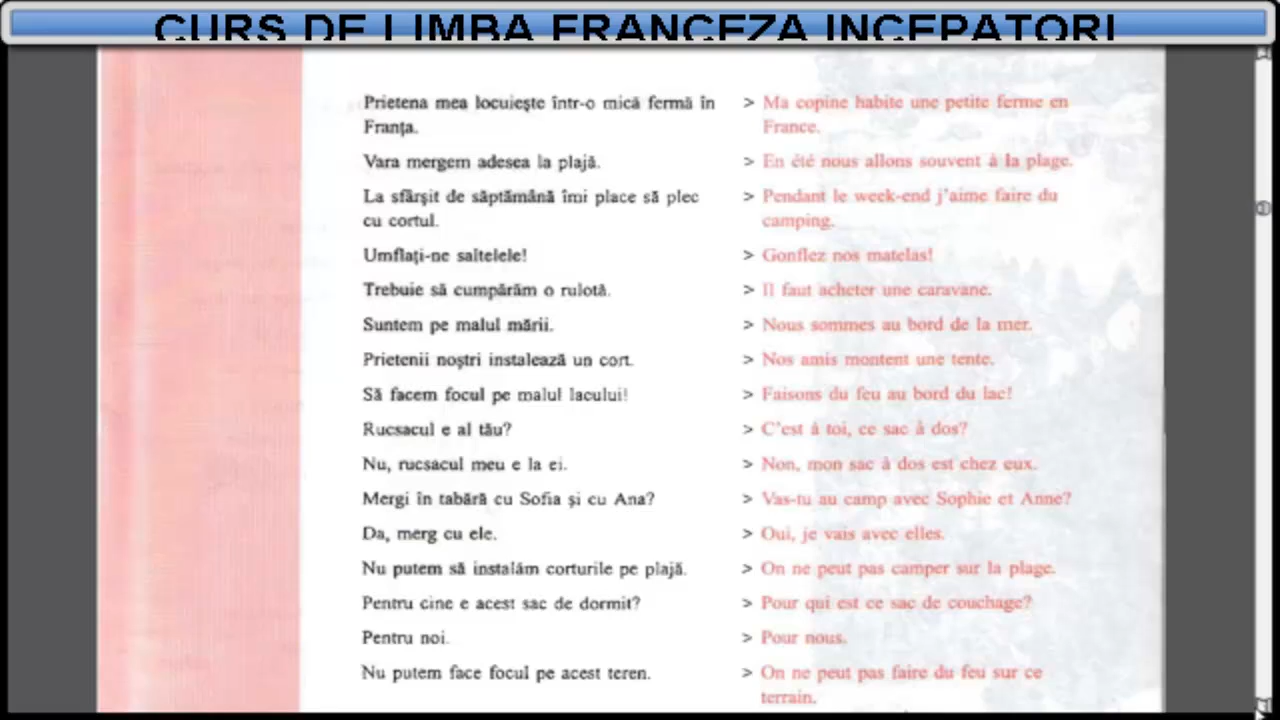 CURS DE LIMBA FRANCEZA INCEPATORI
Prietena mea locuiește într-o mică fermă în > Ma copine habite une petite ferme en
Franța. France.
Vara mergem adesea la plajă. > En été nous allons souvent à la plage.
La sfârșit de săptămână îmi place să plec > Pendant le week-end j'aime faire du
cu cortul. camping.
Umflați-ne saltelele! > Gonflez nos matelas!
Trebuie să cumpărăm o rulotă. > Il faut acheter une caravane.
Suntem pe malul mării. > Nous sommes au bord de la mer.
Prietenii noștri instalează un cort. > Nos amis montent une tente.
Să facem focul pe malul lacului! > Faisons du feu au bord du lac!
Rucsacul e al tău? > C'est à toi, ce sac à dos?
Nu, rucsacul meu e la ei. > Non, mon sac à dos est chez eux.
Mergi în tabără cu Sofia și cu Ana? > Vas-tu au camp avec Sophie et Anne?
Da, merg cu ele. > Oui, je vais avec elles.
Nu putem să instalăm corturile pe plajă. > On ne peut pas camper sur la plage.
Pentru cine e acest sac de dormit? > Pour qui est ce sac de couchage?
Pentru noi. > Pour nous.
Nu putem face focul pe acest teren. > On ne peut pas faire du feu sur ce
terrain.